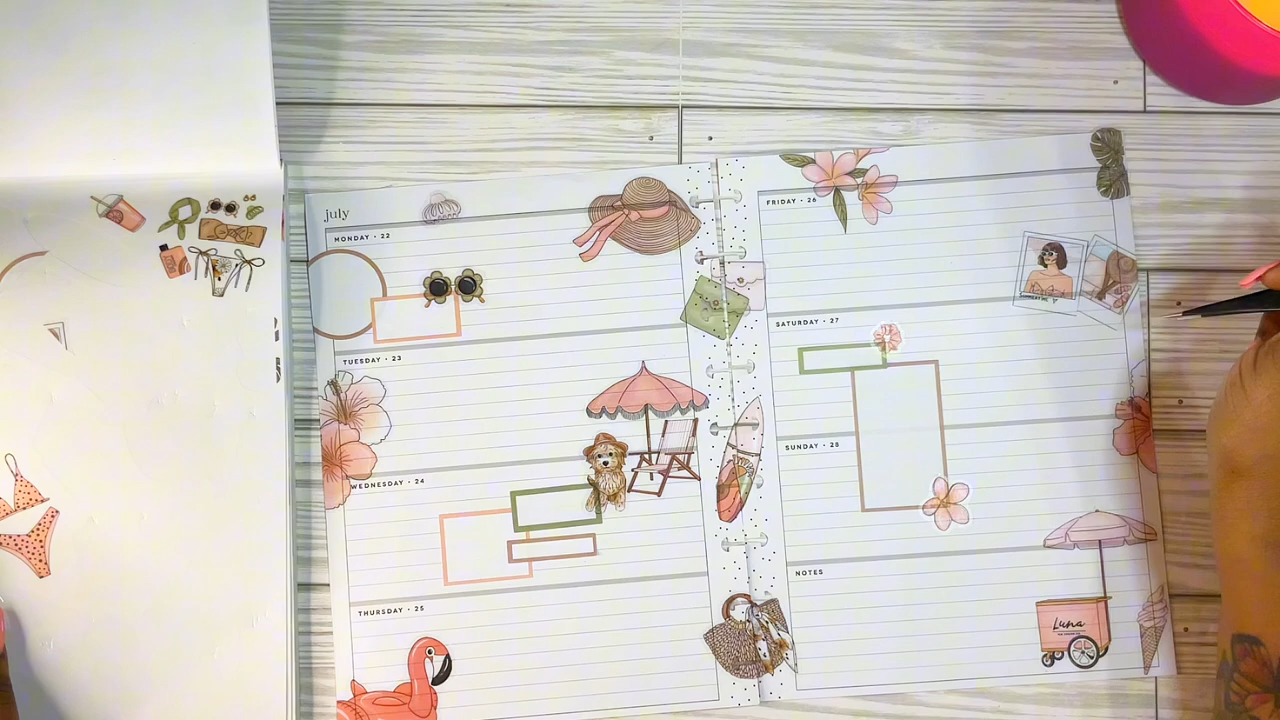 july
MONDAY • 22
TUESDAY • 23
WEDNESDAY • 24
THURSDAY • 25
FRIDAY • 26
SATURDAY • 27
SUNDAY • 28
NOTES
Luna